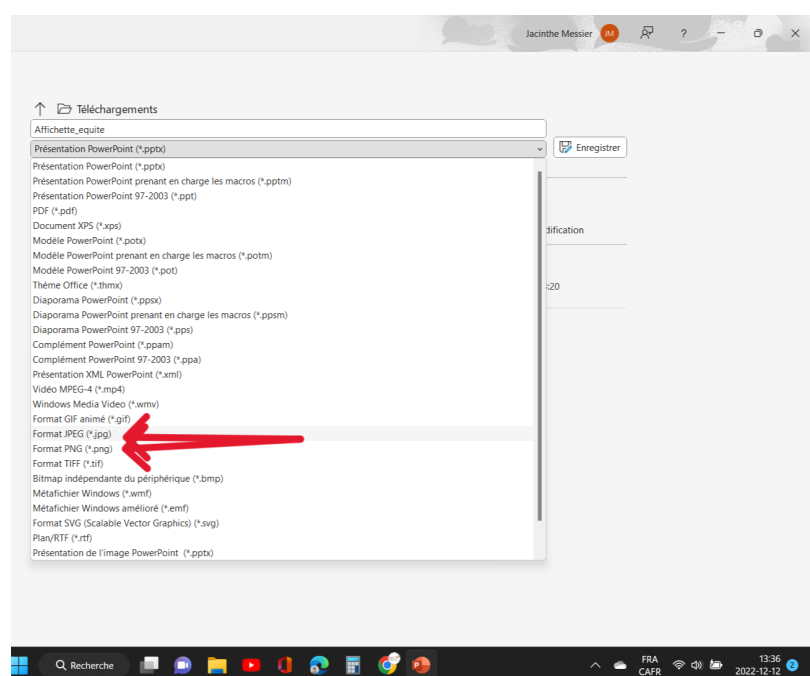 Jacinthe Messier JM ?
Téléchargements
Affichette_equite
Présentation PowerPoint (*.pptx)
Enregistrer
Présentation PowerPoint (*.pptx)
Présentation PowerPoint prenant en charge les macros (*.pptm)
Présentation PowerPoint 97-2003 (*.ppt)
PDF (*.pdf)
Document XPS (*.xps)
dification
Modèle PowerPoint (*.potx)
Modèle PowerPoint prenant en charge les macros (*.potm)
Modèle PowerPoint 97-2003 (*.pot)
Thème Office (*.thmx)
:20
Diaporama PowerPoint (*.ppsx)
Diaporama PowerPoint prenant en charge les macros (*.ppsm)
Diaporama PowerPoint 97-2003 (*.pps)
Complément PowerPoint (*.ppam)
Complément PowerPoint 97-2003 (*.ppa)
Présentation XML PowerPoint (*.xml)
Vidéo MPEG-4 (*.mp4)
Windows Media Video (*.wmv)
Format GIF animé (*.gif)
Format JPEG (*.jpg)
Format PNG (*.png)
Format TIFF (*.tif)
Bitmap indépendante du périphérique (*.bmp)
Métafichier Windows (*.wmf)
Métafichier Windows amélioré (*.emf)
Format SVG (Scalable Vector Graphics) (*.svg)
Plan/RTF (*.rtf)
Présentation de l'image PowerPoint (*.pptx)
Recherche
FRA
CAFR
13:36
2022-12-12
2